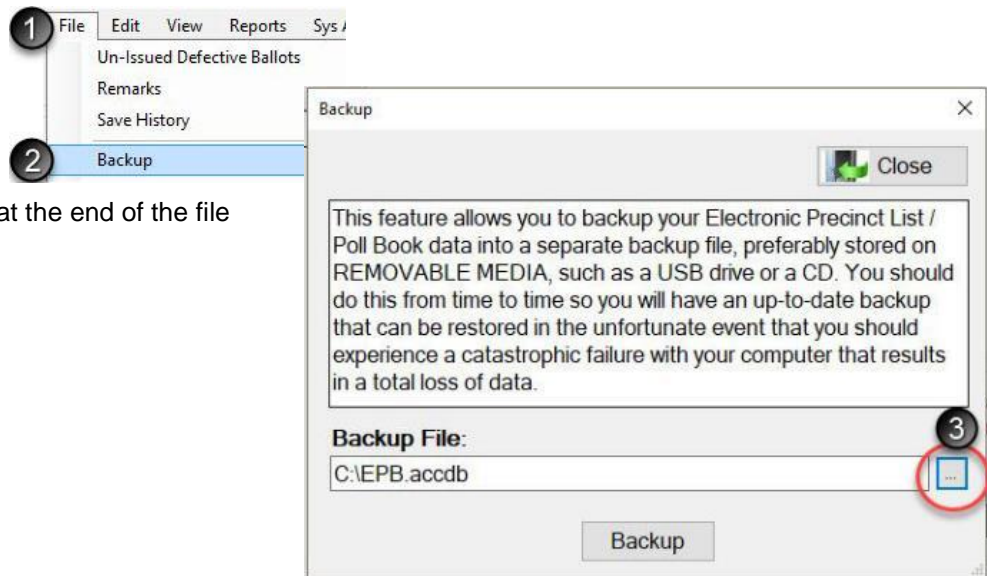 1 File Edit View Reports Sys
Un-Issued Defective Ballots
Remarks
Save History
2 Backup
at the end of the file
Backup
Close
This feature allows you to backup your Electronic Precinct List /
Poll Book data into a separate backup file, preferably stored on
REMOVABLE MEDIA, such as a USB drive or a CD. You should
do this from time to time so you will have an up-to-date backup
that can be restored in the unfortunate event that you should
experience a catastrophic failure with your computer that results
in a total loss of data.
Backup File:
3
C:\EPB.accdb
...
Backup